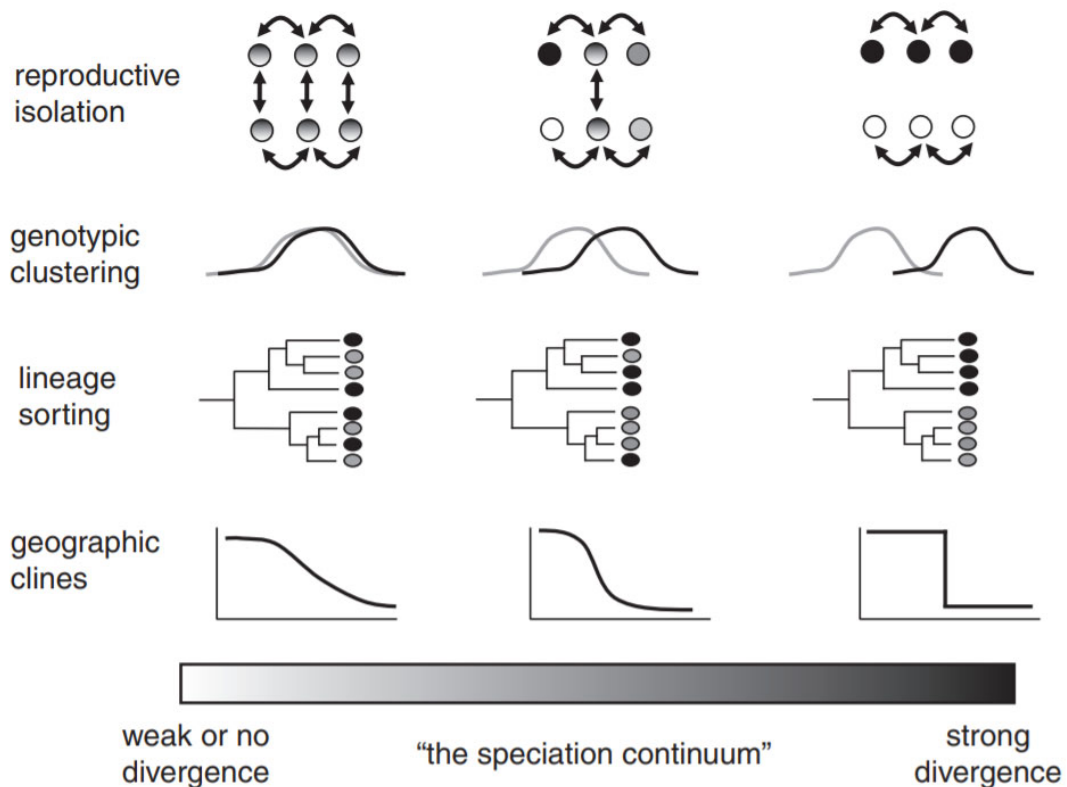 reproductive
isolation
genotypic
clustering
lineage
sorting
geographic
clines
weak or no
divergence
“the speciation continuum”
strong
divergence